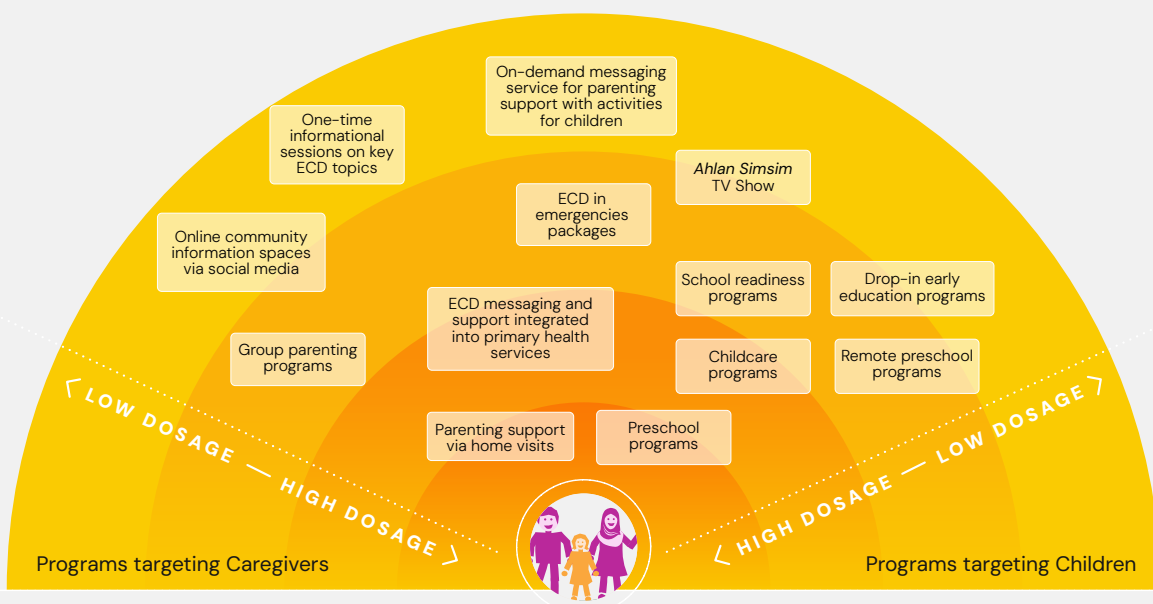 On-demand messaging
service for parenting
support with activities
for children
One-time
informational
sessions on key
ECD topics
Ahlan Simsim
TV Show
ECD in
emergencies
packages
Online community
information spaces
via social media
School readiness
programs
Drop-in early
education programs
ECD messaging and
support integrated
into primary health
services
Group parenting
programs
Childcare
programs
Remote preschool
programs
Parenting support
via home visits
Preschool
programs
LOW DOSAGE — HIGH DOSAGE
HIGH DOSAGE — LOW DOSAGE
Programs targeting Caregivers
Programs targeting Children